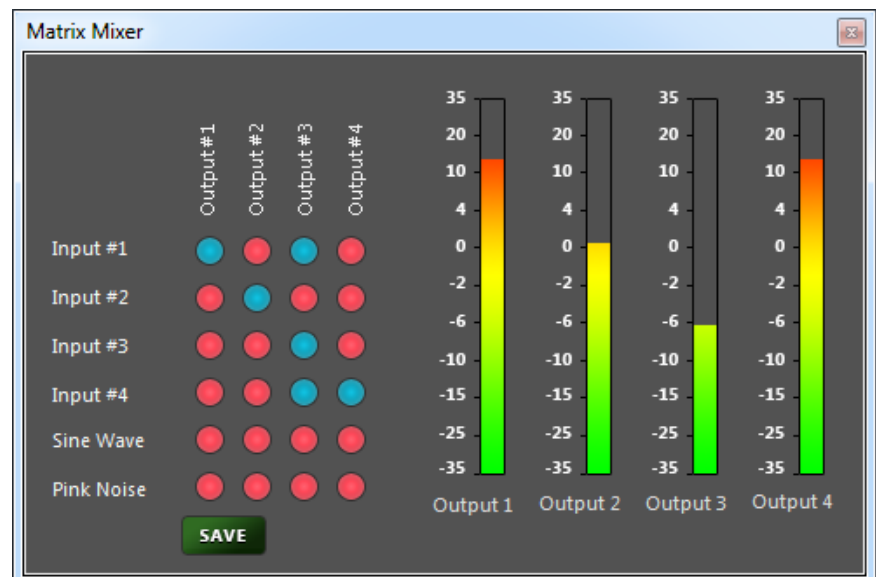 Matrix Mixer
Output #1
Output #2
Output #3
Output #4
Input #1
Input #2
Input #3
Input #4
Sine Wave
Pink Noise
SAVE
35
20
10
4
0
-2
-6
-10
-15
-25
-35
Output 1
35
20
10
4
0
-2
-6
-10
-15
-25
-35
Output 2
35
20
10
4
0
-2
-6
-10
-15
-25
-35
Output 3
35
20
10
4
0
-2
-6
-10
-15
-25
-35
Output 4